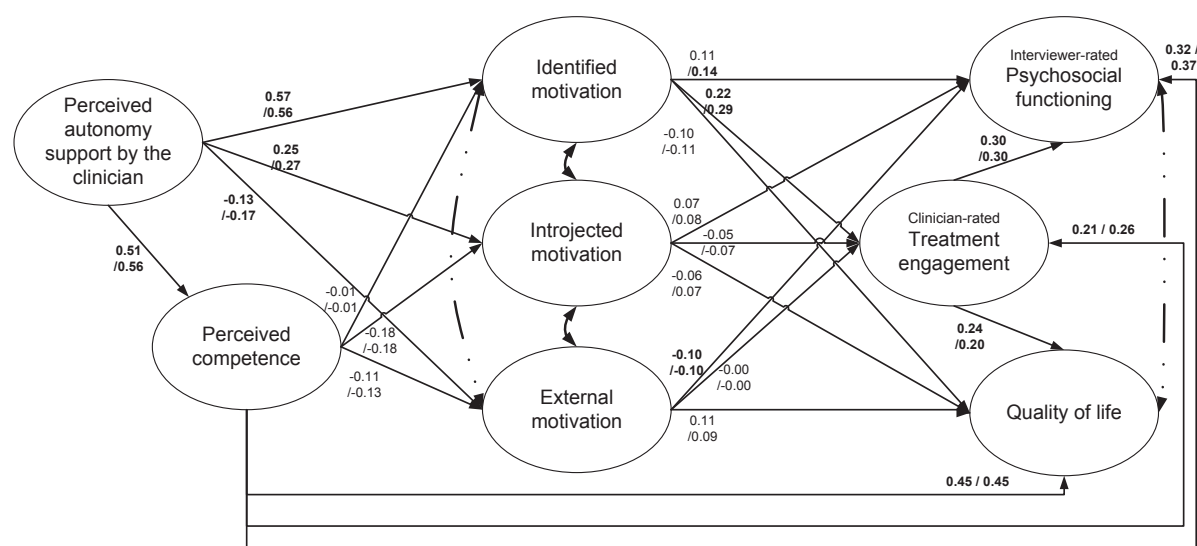 Perceived
autonomy
support by the
clinician
0.57
/0.56
0.25
/0.27
-0.13
/-0.17
0.51
/0.56
Perceived
competence
-0.01
/-0.01
-0.18
/-0.18
-0.11
/-0.13
Identified
motivation
Introjected
motivation
External
motivation
0.11
/0.14
0.22
/0.29
-0.10
/-0.11
0.07
/0.08
-0.05
/-0.07
-0.06
/0.07
-0.10
/-0.10
-0.00
/-0.00
0.11
/0.09
Interviewer-rated
Psychosocial
functioning
0.32 /
0.37
0.30
/0.30
Clinician-rated
Treatment
engagement
0.21 / 0.26
0.24
/0.20
Quality of life
0.45 / 0.45